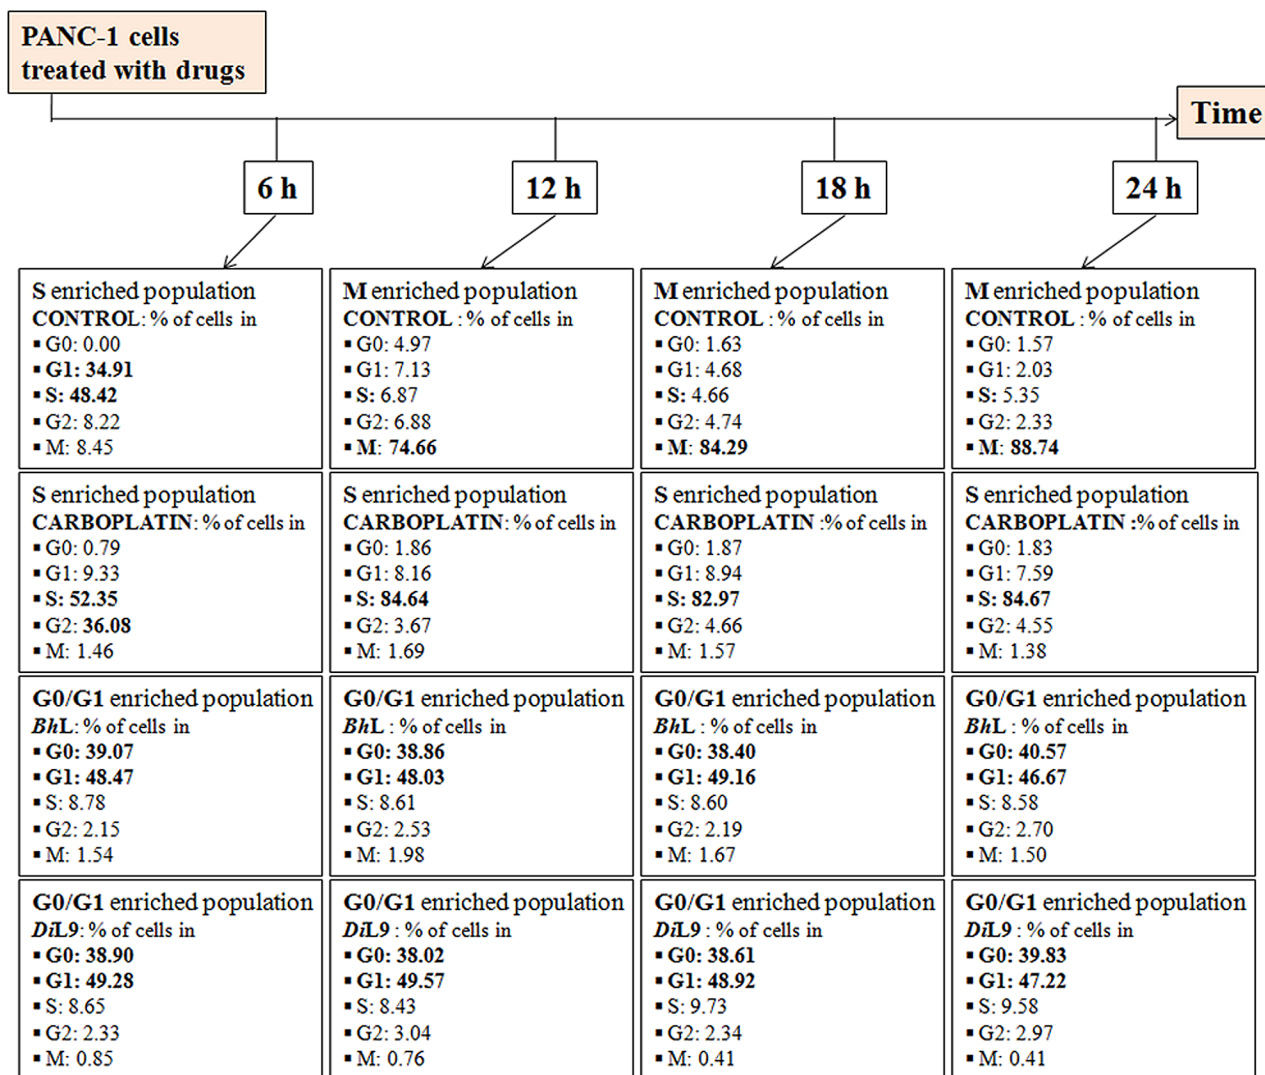 PANC-1 cells
treated with drugs
Time
6 h
12 h
18 h
24 h
S enriched population
CONTROL: % of cells in
▪ G0: 0.00
▪ G1: 34.91
▪ S: 48.42
▪ G2: 8.22
▪ M: 8.45
M enriched population
CONTROL : % of cells in
▪ G0: 4.97
▪ G1: 7.13
▪ S: 6.87
▪ G2: 6.88
▪ M: 74.66
M enriched population
CONTROL : % of cells in
▪ G0: 1.63
▪ G1: 4.68
▪ S: 4.66
▪ G2: 4.74
▪ M: 84.29
M enriched population
CONTROL : % of cells in
▪ G0: 1.57
▪ G1: 2.03
▪ S: 5.35
▪ G2: 2.33
▪ M: 88.74
S enriched population
CARBOPLATIN: % of cells in
▪ G0: 0.79
▪ G1: 9.33
▪ S: 52.35
▪ G2: 36.08
▪ M: 1.46
S enriched population
CARBOPLATIN: % of cells in
▪ G0: 1.86
▪ G1: 8.16
▪ S: 84.64
▪ G2: 3.67
▪ M: 1.69
S enriched population
CARBOPLATIN :% of cells in
▪ G0: 1.87
▪ G1: 8.94
▪ S: 82.97
▪ G2: 4.66
▪ M: 1.57
S enriched population
CARBOPLATIN :% of cells in
▪ G0: 1.83
▪ G1: 7.59
▪ S: 84.67
▪ G2: 4.55
▪ M: 1.38
G0/G1 enriched population
BhL: % of cells in
▪ G0: 39.07
▪ G1: 48.47
▪ S: 8.78
▪ G2: 2.15
▪ M: 1.54
G0/G1 enriched population
BhL : % of cells in
▪ G0: 38.86
▪ G1: 48.03
▪ S: 8.61
▪ G2: 2.53
▪ M: 1.98
G0/G1 enriched population
BhL : % of cells in
▪ G0: 38.40
▪ G1: 49.16
▪ S: 8.60
▪ G2: 2.19
▪ M: 1.67
G0/G1 enriched population
BhL : % of cells in
▪ G0: 40.57
▪ G1: 46.67
▪ S: 8.58
▪ G2: 2.70
▪ M: 1.50
G0/G1 enriched population
DiL9: % of cells in
▪ G0: 38.90
▪ G1: 49.28
▪ S: 8.65
▪ G2: 2.33
▪ M: 0.85
G0/G1 enriched population
DiL9 : % of cells in
▪ G0: 38.02
▪ G1: 49.57
▪ S: 8.43
▪ G2: 3.04
▪ M: 0.76
G0/G1 enriched population
DiL9 : % of cells in
▪ G0: 38.61
▪ G1: 48.92
▪ S: 9.73
▪ G2: 2.34
▪ M: 0.41
G0/G1 enriched population
DiL9 : % of cells in
▪ G0: 39.83
▪ G1: 47.22
▪ S: 9.58
▪ G2: 2.97
▪ M: 0.41